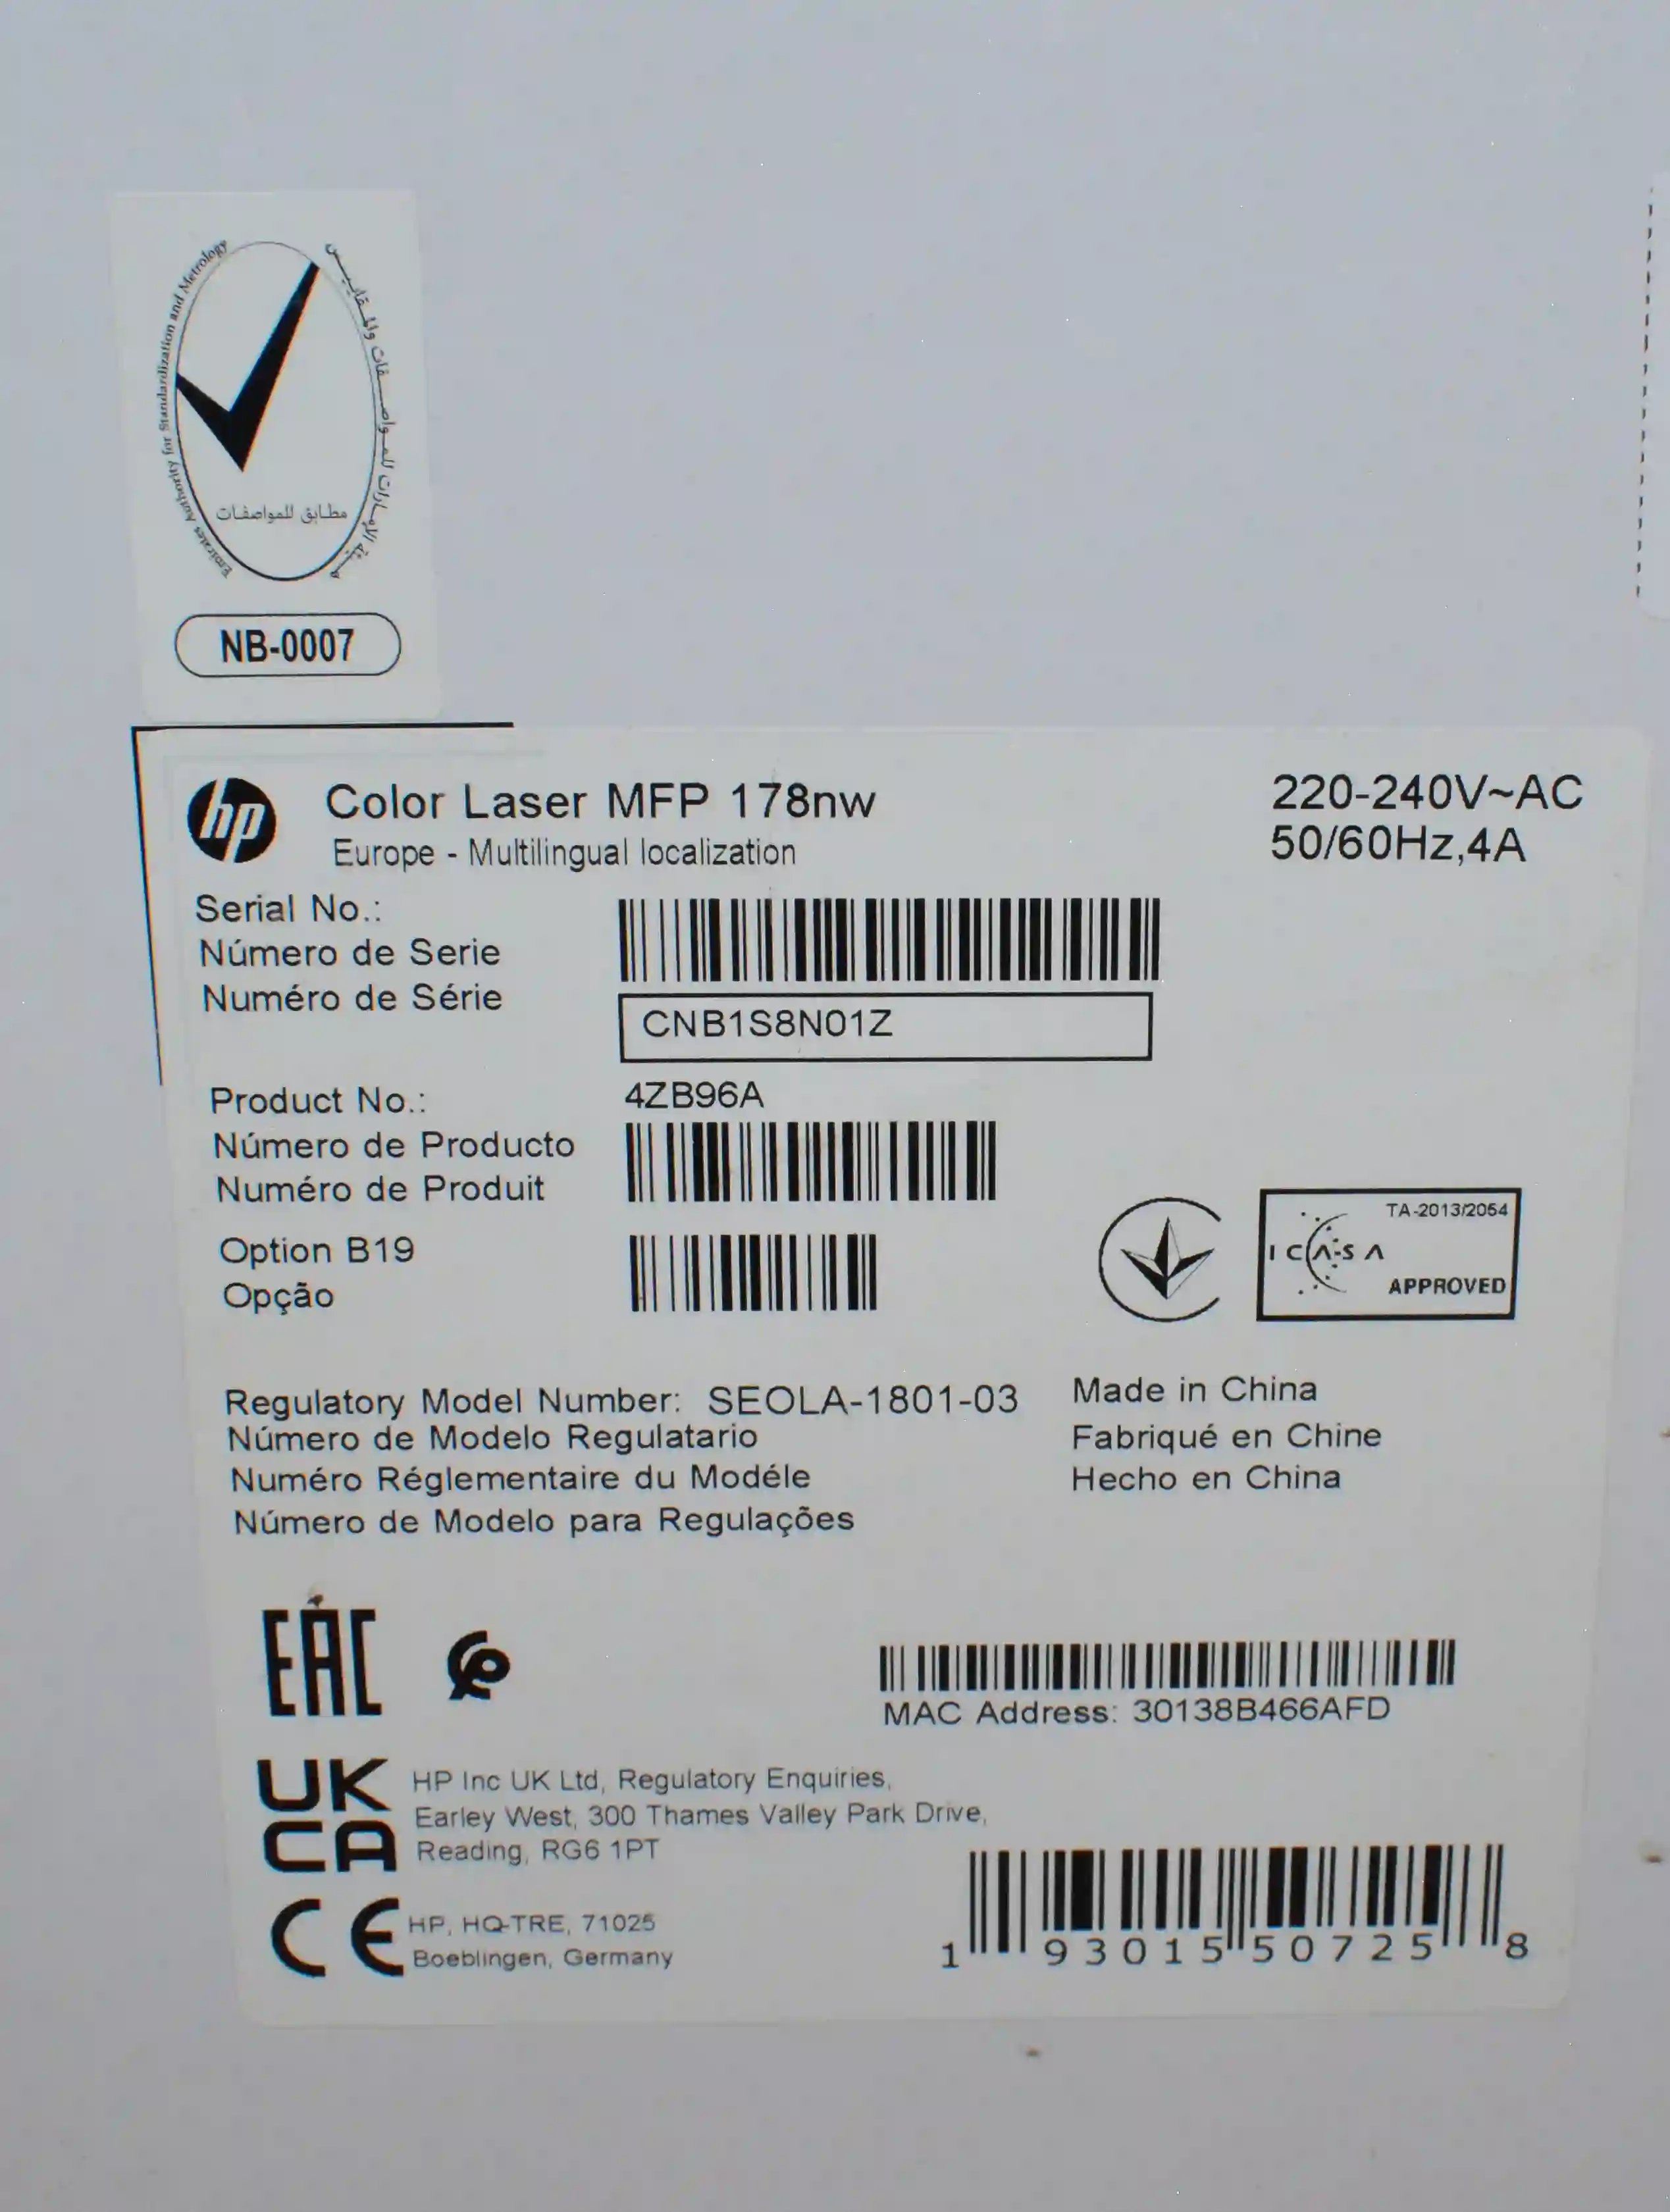 Emirates Authority for Standardization and Metrology
هـيئة الإمـارات للـمـواصـفـات والمـقـايـيـس
مطابق للمواصفات
NB-0007
hp
Color Laser MFP 178nw
Europe - Multilingual localization
220-240V~AC
50/60Hz,4A
Serial No.:
Número de Serie
Numéro de Série
CNB1S8N01Z
Product No.:
Número de Producto
Numéro de Produit
4ZB96A
Option B19
Opção
TA-2013/2054
ICASA
APPROVED
Regulatory Model Number: SEOLA-1801-03
Número de Modelo Regulatario
Numéro Réglementaire du Modéle
Número de Modelo para Regulações
Made in China
Fabriqué en Chine
Hecho en China
EAC
MAC Address: 30138B466AFD
UK
CA
HP Inc UK Ltd, Regulatory Enquiries,
Earley West, 300 Thames Valley Park Drive,
Reading, RG6 1PT
CE
HP, HQ-TRE, 71025
Boeblingen, Germany
1 93015 50725 8